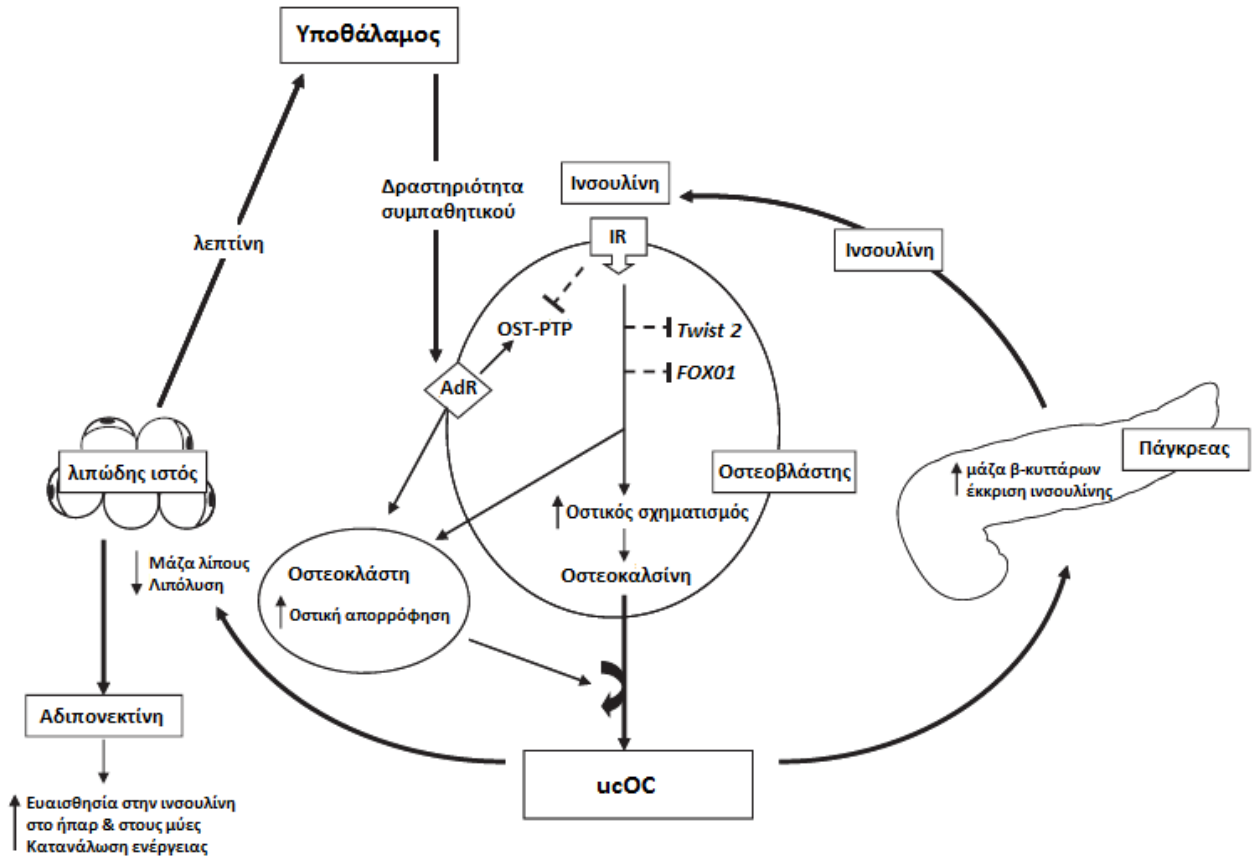 Υποθάλαμος
Δραστηριότητα
συμπαθητικού
Ινσουλίνη
λεπτίνη
IR
Ινσουλίνη
OST-PTP
Twist 2
FOX01
AdR
λιπώδης ιστός
Οστεοβλάστης
Πάγκρεας
μάζα β-κυττάρων
έκκριση ινσουλίνης
Οστικός σχηματισμός
Μάζα λίπους
Λιπόλυση
Οστεοκλάστη
Οστική απορρόφηση
Οστεοκαλσίνη
Αδιπονεκτίνη
ucOC
Ευαισθησία στην ινσουλίνη
στο ήπαρ & στους μύες
Κατανάλωση ενέργειας